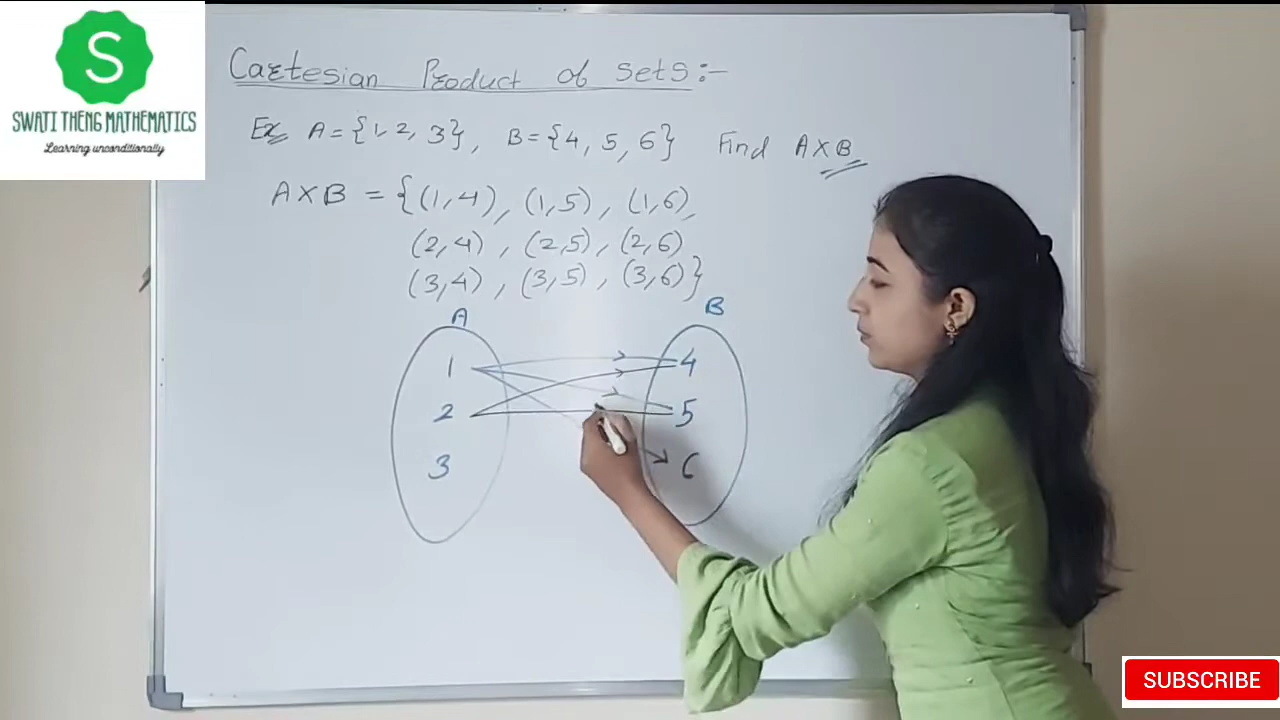 S
SWATI THENG MATHEMATICS
Learning unconditionally
Cartesian Product of sets:-
Ex A = {1, 2, 3}, B = {4, 5, 6} Find A×B
A×B = {(1,4), (1,5), (1,6),
(2,4), (2,5), (2,6)
(3,4), (3,5), (3,6)}
A B
1 4
2 5
3 6
SUBSCRIBE